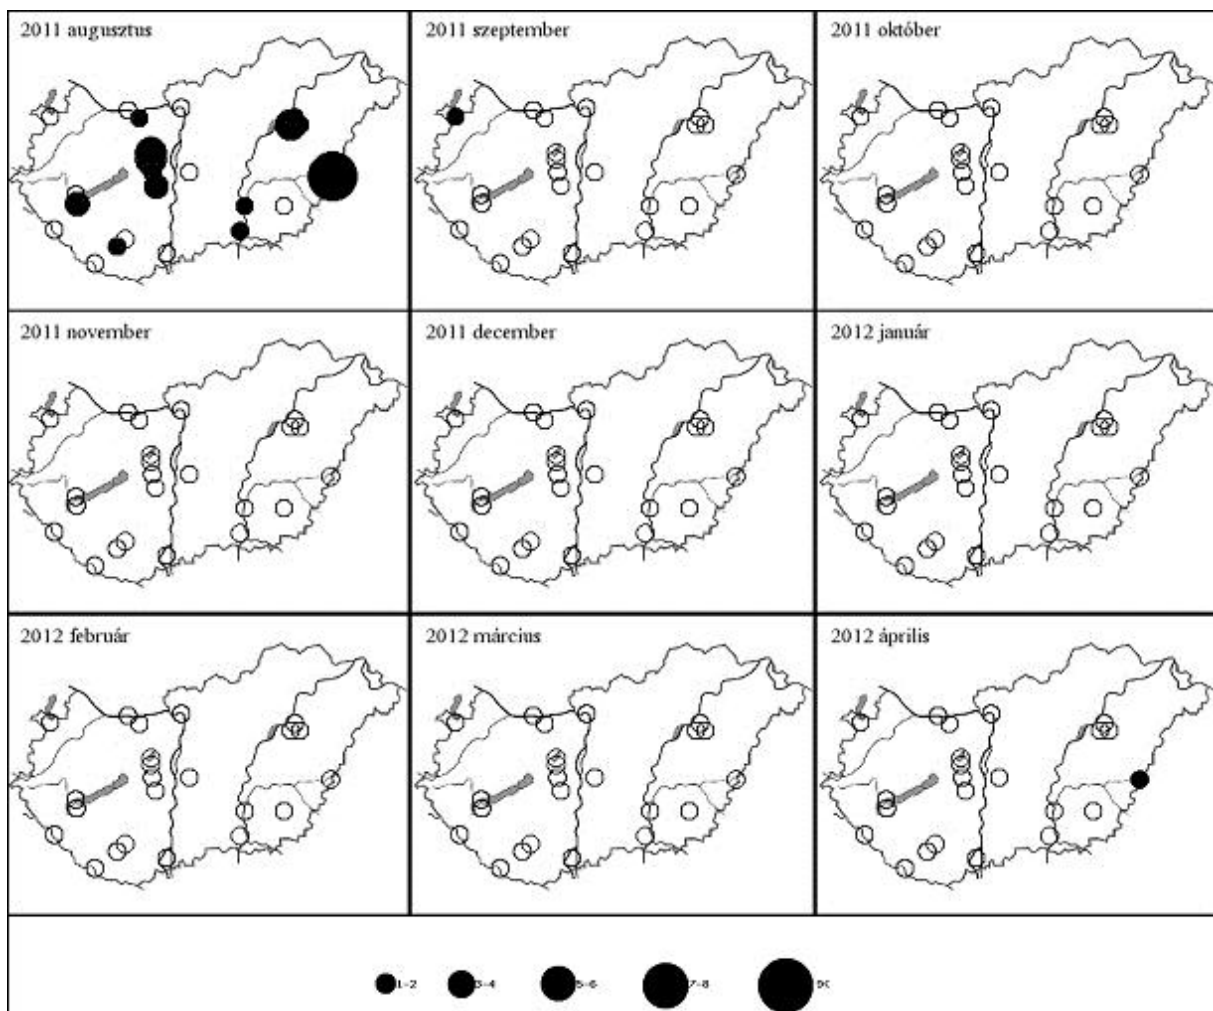 2011 augusztus
2011 szeptember
2011 október
2011 november
2011 december
2012 január
2012 február
2012 március
2012 április
1-2 3-4 5-6 7-8 9<